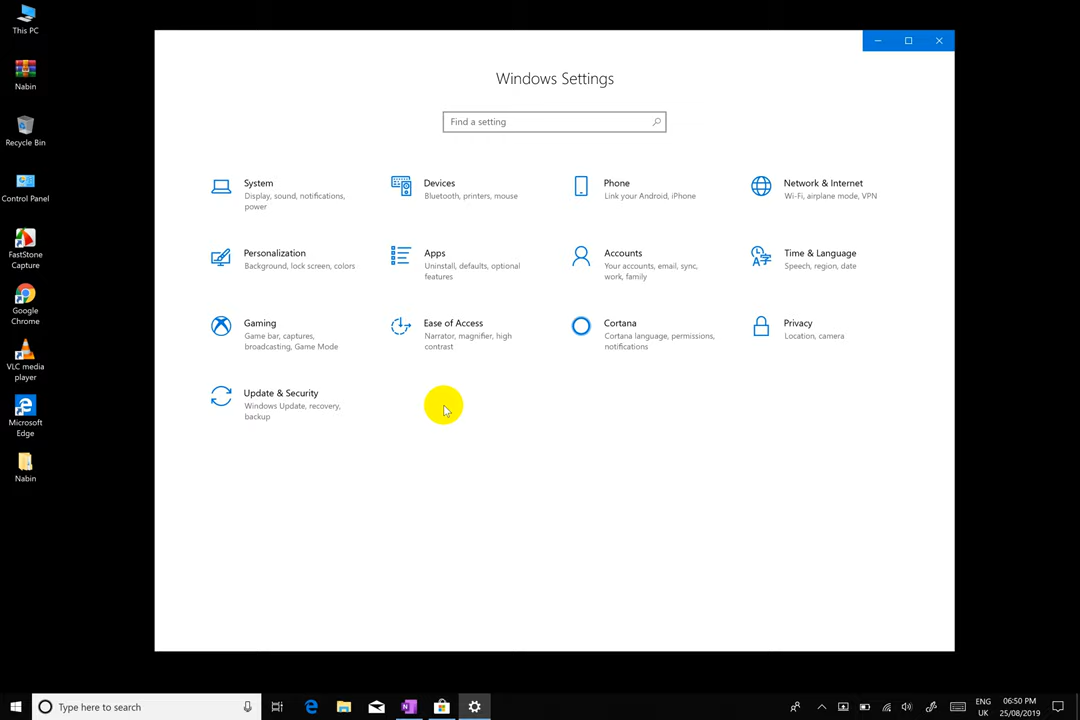 This PC
Nabin
Recycle Bin
Control Panel
FastStone
Capture
Google
Chrome
VLC media
player
Microsoft
Edge
Nabin
Windows Settings
Find a setting
System
Display, sound, notifications,
power
Devices
Bluetooth, printers, mouse
Phone
Link your Android, iPhone
Network & Internet
Wi-Fi, airplane mode, VPN
Personalization
Background, lock screen, colors
Apps
Uninstall, defaults, optional
features
Accounts
Your accounts, email, sync,
work, family
Time & Language
Speech, region, date
Gaming
Game bar, captures,
broadcasting, Game Mode
Ease of Access
Narrator, magnifier, high
contrast
Cortana
Cortana language, permissions,
notifications
Privacy
Location, camera
Update & Security
Windows Update, recovery,
backup
Type here to search
ENG
UK
06:50 PM
25/08/2019